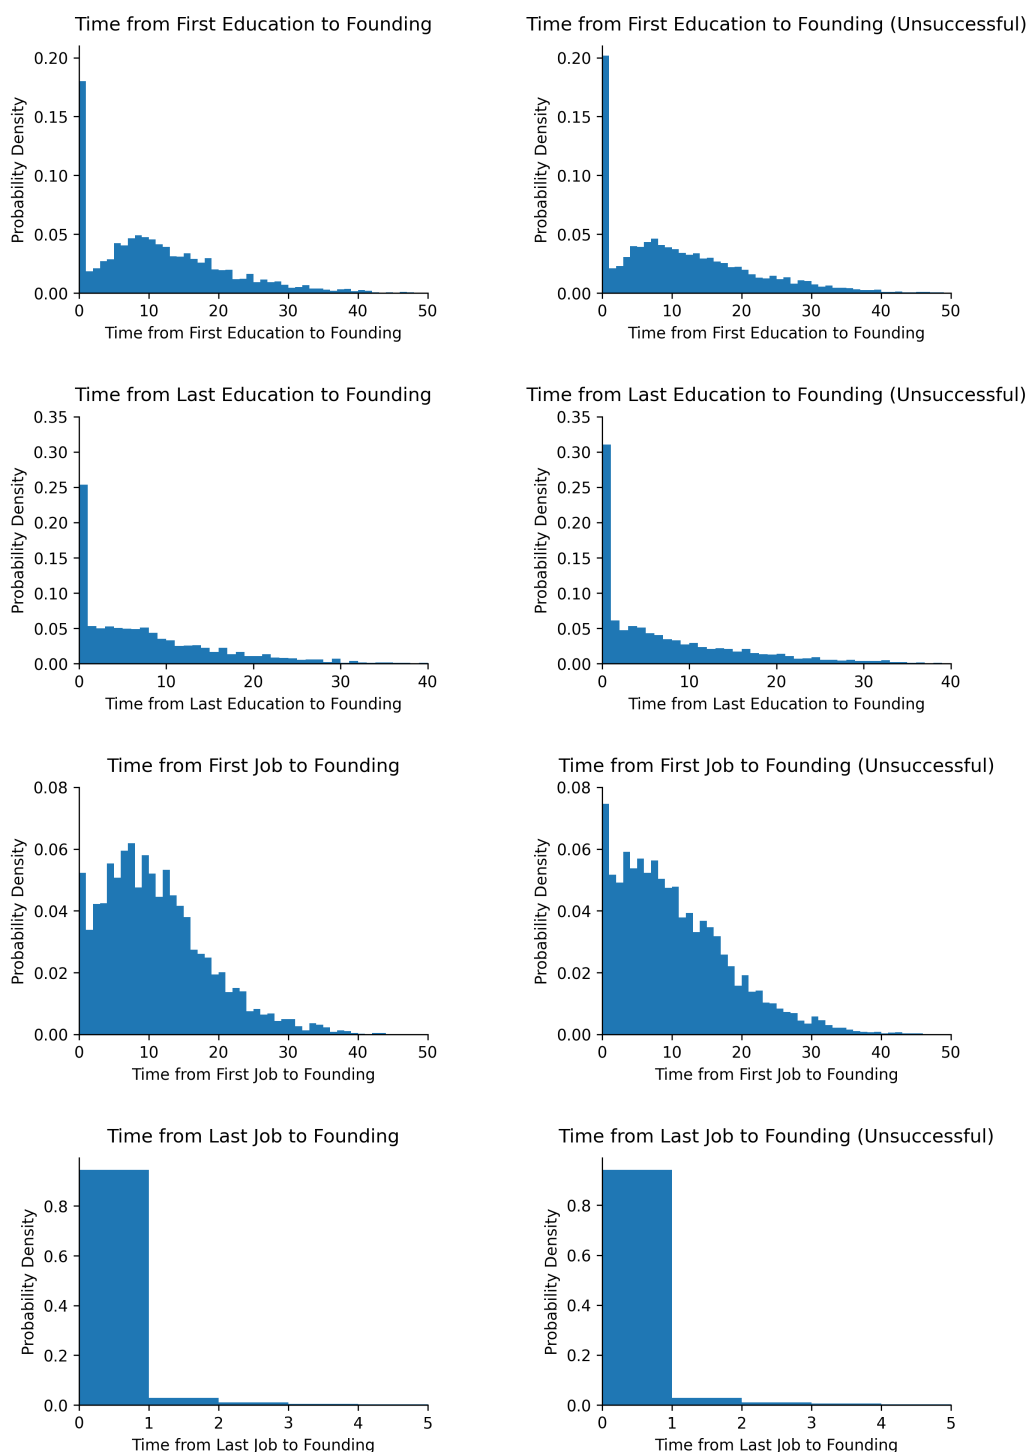 Time from First Education to Founding
Time from First Education to Founding (Unsuccessful)
0.20
0.15
0.10
0.05
0.00
Probability Density
0 10 20 30 40 50
Time from First Education to Founding
0.20
0.15
0.10
0.05
0.00
Probability Density
0 10 20 30 40 50
Time from First Education to Founding
Time from Last Education to Founding
Time from Last Education to Founding (Unsuccessful)
0.35
0.30
0.25
0.20
0.15
0.10
0.05
0.00
Probability Density
0 10 20 30 40
Time from Last Education to Founding
0.35
0.30
0.25
0.20
0.15
0.10
0.05
0.00
Probability Density
0 10 20 30 40
Time from Last Education to Founding
Time from First Job to Founding
Time from First Job to Founding (Unsuccessful)
0.08
0.06
0.04
0.02
0.00
Probability Density
0 10 20 30 40 50
Time from First Job to Founding
0.08
0.06
0.04
0.02
0.00
Probability Density
0 10 20 30 40 50
Time from First Job to Founding
Time from Last Job to Founding
Time from Last Job to Founding (Unsuccessful)
0.8
0.6
0.4
0.2
0.0
Probability Density
0 1 2 3 4 5
Time from Last Job to Founding
0.8
0.6
0.4
0.2
0.0
Probability Density
0 1 2 3 4 5
Time from Last Job to Founding